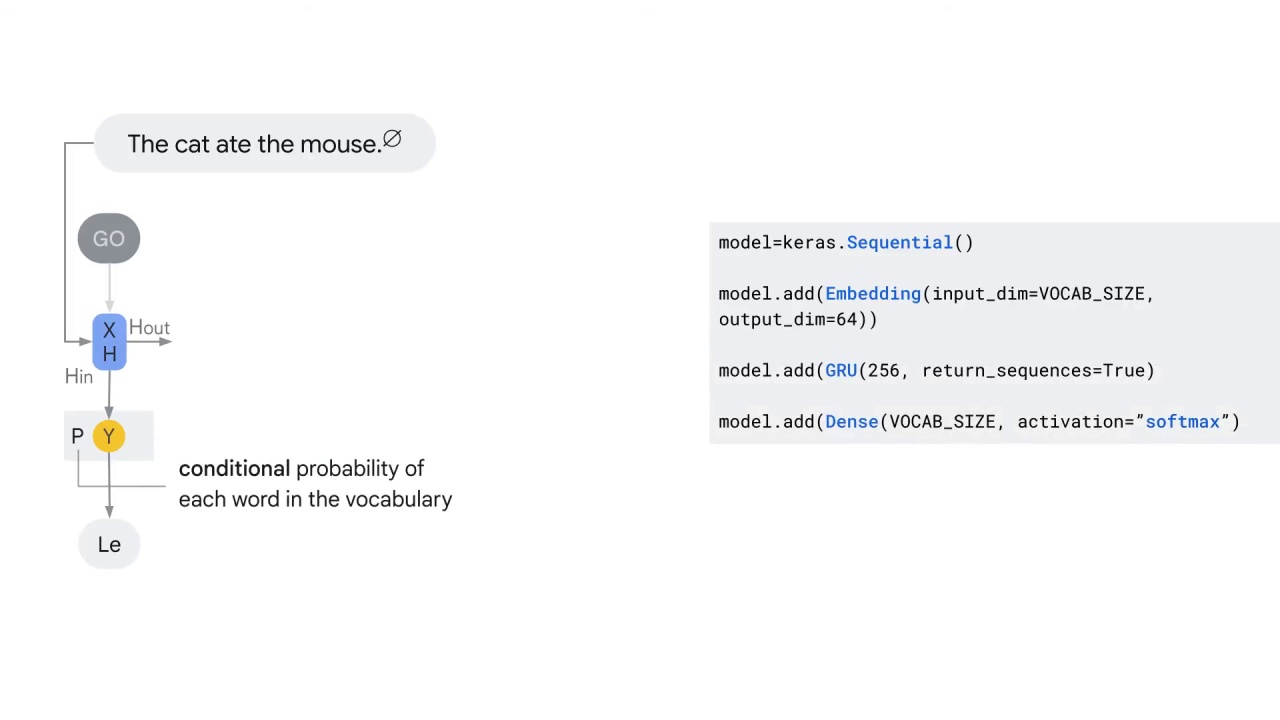 The cat ate the mouse.∅
GO
X
H
Hout
Hin
P
Y
conditional probability of
each word in the vocabulary
Le
model=keras.Sequential()
model.add(Embedding(input_dim=VOCAB_SIZE,
output_dim=64))
model.add(GRU(256, return_sequences=True)
model.add(Dense(VOCAB_SIZE, activation=”softmax”)